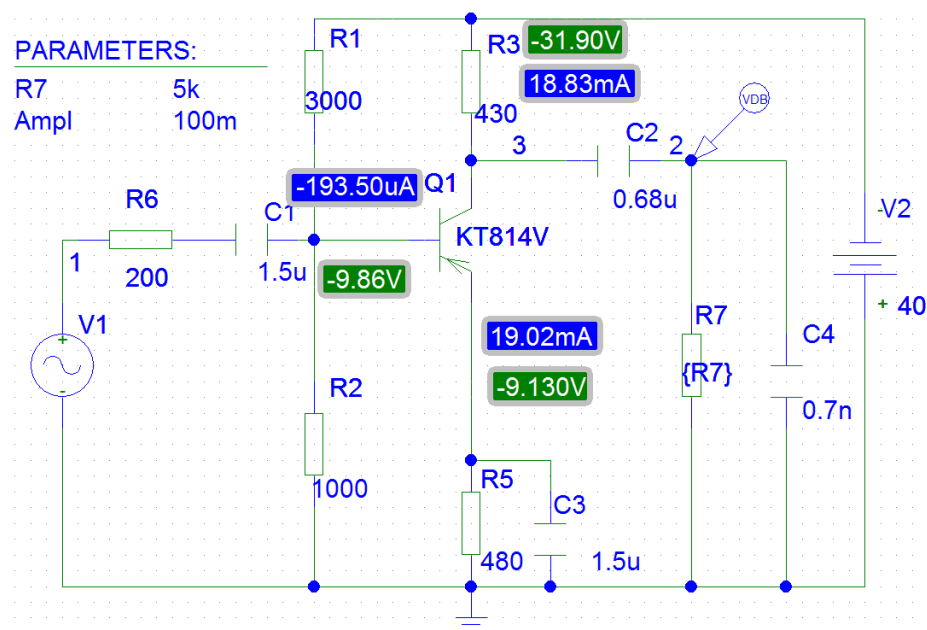 PARAMETERS:
R7 5k
Ampl 100m
R1
3000
R3
-31.90V
18.83mA
430
VDB
3
C2
2
0.68u
-193.50uA
Q1
KT814V
R6
200
C1
1.5u
-9.86V
1
V1
+
-
-V2
+ 40
19.02mA
-9.130V
R7
{R7}
C4
0.7n
R2
1000
R5
480
C3
1.5u